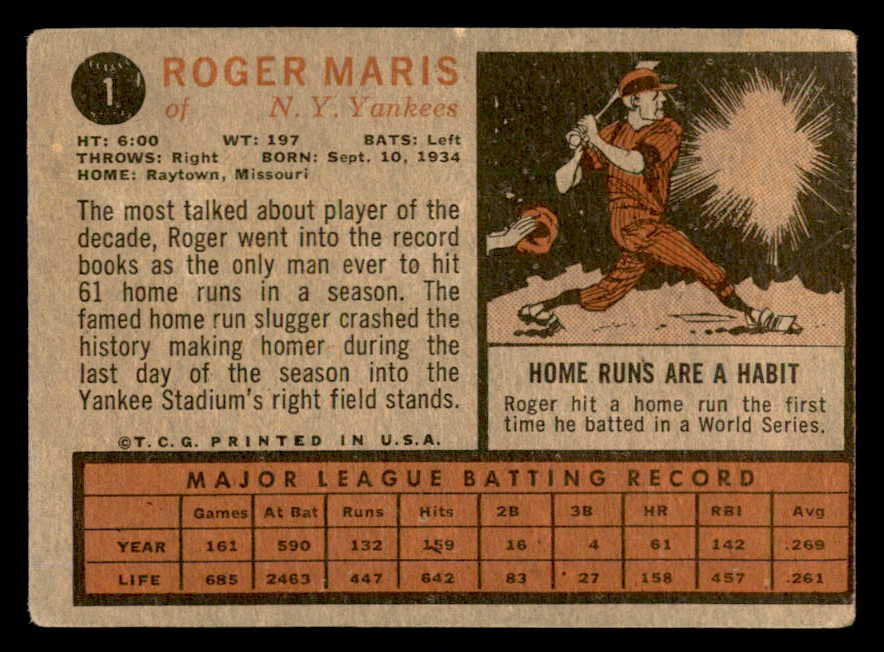 1
ROGER MARIS
of N. Y. Yankees
HT: 6:00 WT: 197 BATS: Left
THROWS: Right BORN: Sept. 10, 1934
HOME: Raytown, Missouri
The most talked about player of the
decade, Roger went into the record
books as the only man ever to hit
61 home runs in a season. The
famed home run slugger crashed the
history making homer during the
last day of the season into the
Yankee Stadium's right field stands.
©T.C.G. PRINTED IN U.S.A.
HOME RUNS ARE A HABIT
Roger hit a home run the first
time he batted in a World Series.
MAJOR LEAGUE BATTING RECORD
Games At Bat Runs Hits 2B 3B HR RBI Avg
YEAR 161 590 132 159 16 4 61 142 .269
LIFE 685 2463 447 642 83 27 158 457 .261